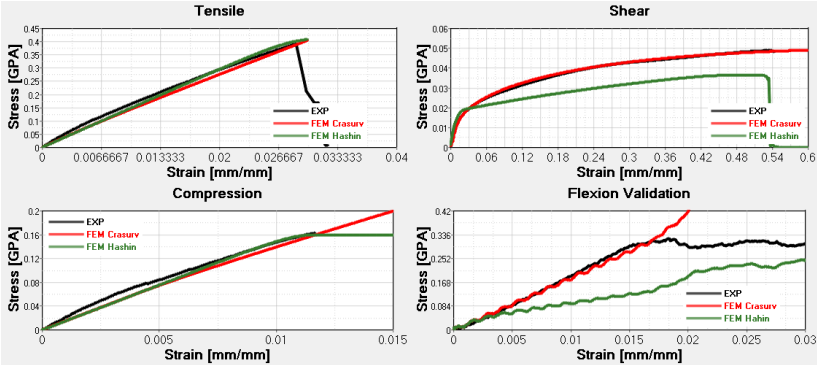 Tensile
Stress [GPA]
0.45
0.4
0.35
0.3
0.25
0.2
0.15
0.1
0.05
0
EXP
FEM Crasurv
FEM Hashin
0 0.0066667 0.013333 0.02 0.026667 0.033333 0.04
Strain [mm/mm]
Shear
Stress [GPA]
0.06
0.05
0.04
0.03
0.02
0.01
0
EXP
FEM Crasurv
FEM Hashin
0 0.06 0.12 0.18 0.24 0.3 0.36 0.42 0.48 0.54 0.6
Strain [mm/mm]
Compression
Stress [GPA]
0.2
0.16
0.12
0.08
0.04
0
EXP
FEM Crasurv
FEM Hashin
0 0.005 0.01 0.015
Strain [mm/mm]
Flexion Validation
Stress [GPA]
0.42
0.336
0.252
0.168
0.0084
0
EXP
FEM Crasurv
FEM Hahin
0 0.005 0.01 0.015 0.02 0.025 0.03
Strain [mm/mm]